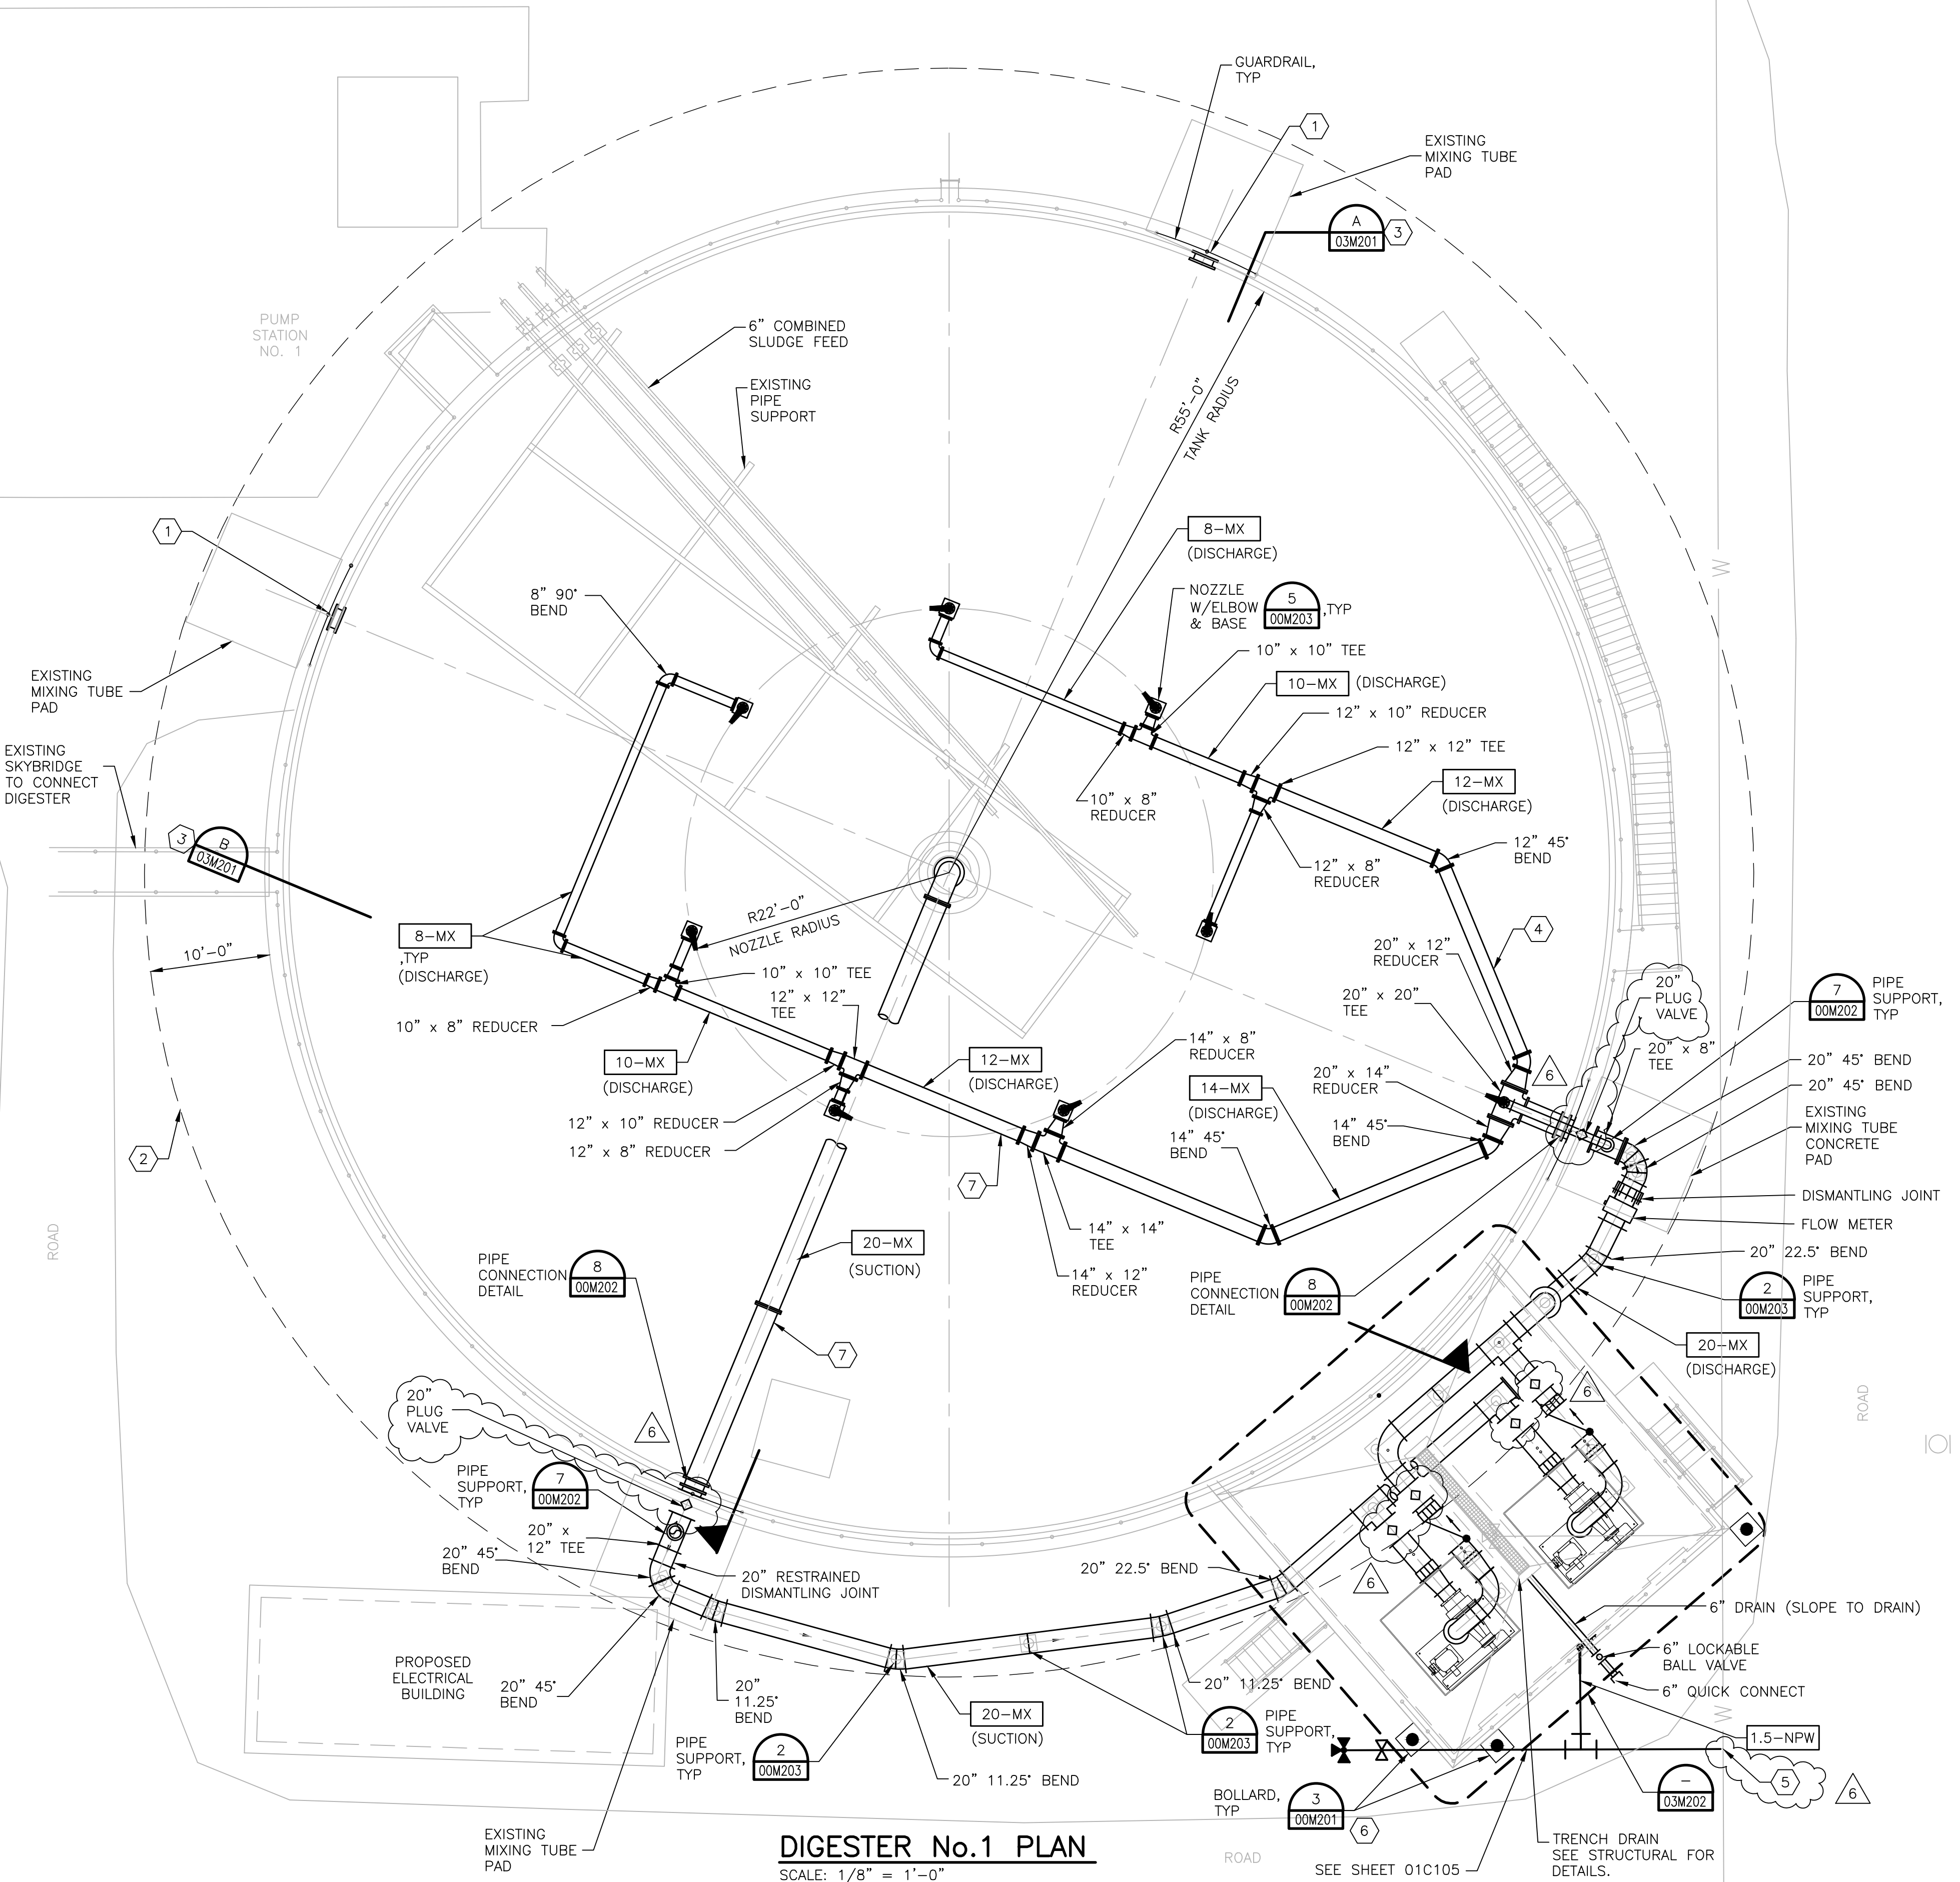 GUARDRAIL,
TYP
1
EXISTING
MIXING TUBE
PAD
A
03M201
3
PUMP
STATION
NO. 1
6" COMBINED
SLUDGE FEED
EXISTING
PIPE
SUPPORT
R55'-0"
TANK RADIUS
1
8-MX
(DISCHARGE)
8" 90°
BEND
NOZZLE
W/ELBOW
& BASE
5
00M203
,TYP
10" x 10" TEE
10-MX
(DISCHARGE)
12" x 10" REDUCER
12" x 12" TEE
EXISTING
MIXING TUBE
PAD
EXISTING
SKYBRIDGE
TO CONNECT
DIGESTER
12-MX
(DISCHARGE)
10" x 8"
REDUCER
12" 45°
BEND
12" x 8"
REDUCER
3
B
03M201
R22'-0"
NOZZLE RADIUS
8-MX
,TYP
(DISCHARGE)
10'-0"
4
20" x 12"
REDUCER
10" x 10" TEE
12" x 12"
TEE
20" x 20"
TEE
20"
PLUG
VALVE
7
00M202
PIPE
SUPPORT,
TYP
10" x 8" REDUCER
14" x 8"
REDUCER
20" x 8"
TEE
10-MX
(DISCHARGE)
12-MX
(DISCHARGE)
14-MX
(DISCHARGE)
20" x 14"
REDUCER
6
20" 45° BEND
20" 45° BEND
12" x 10" REDUCER
12" x 8" REDUCER
14" 45°
BEND
14" 45°
BEND
EXISTING
MIXING TUBE
CONCRETE
PAD
2
7
DISMANTLING JOINT
FLOW METER
14" x 14"
TEE
ROAD
20-MX
(SUCTION)
20" 22.5° BEND
PIPE
CONNECTION
DETAIL
8
00M202
14" x 12"
REDUCER
PIPE
CONNECTION
DETAIL
8
00M202
2
00M203
PIPE
SUPPORT,
TYP
7
20-MX
(DISCHARGE)
ROAD
20"
PLUG
VALVE
6
6
PIPE
SUPPORT,
TYP
7
00M202
20" x
12" TEE
20" 45°
BEND
20" RESTRAINED
DISMANTLING JOINT
20" 22.5° BEND
6
6" DRAIN (SLOPE TO DRAIN)
6" LOCKABLE
BALL VALVE
6" QUICK CONNECT
PROPOSED
ELECTRICAL
BUILDING
20" 45°
BEND
20"
11.25°
BEND
20" 11.25° BEND
20-MX
(SUCTION)
2
00M203
PIPE
SUPPORT,
TYP
1.5-NPW
PIPE
SUPPORT,
TYP
2
00M203
20" 11.25° BEND
5
6
-
03M202
BOLLARD,
TYP
3
00M201
6
EXISTING
MIXING TUBE
PAD
TRENCH DRAIN
SEE STRUCTURAL FOR
DETAILS.
SEE SHEET 01C105
ROAD
DIGESTER No.1 PLAN
SCALE: 1/8" = 1'-0"